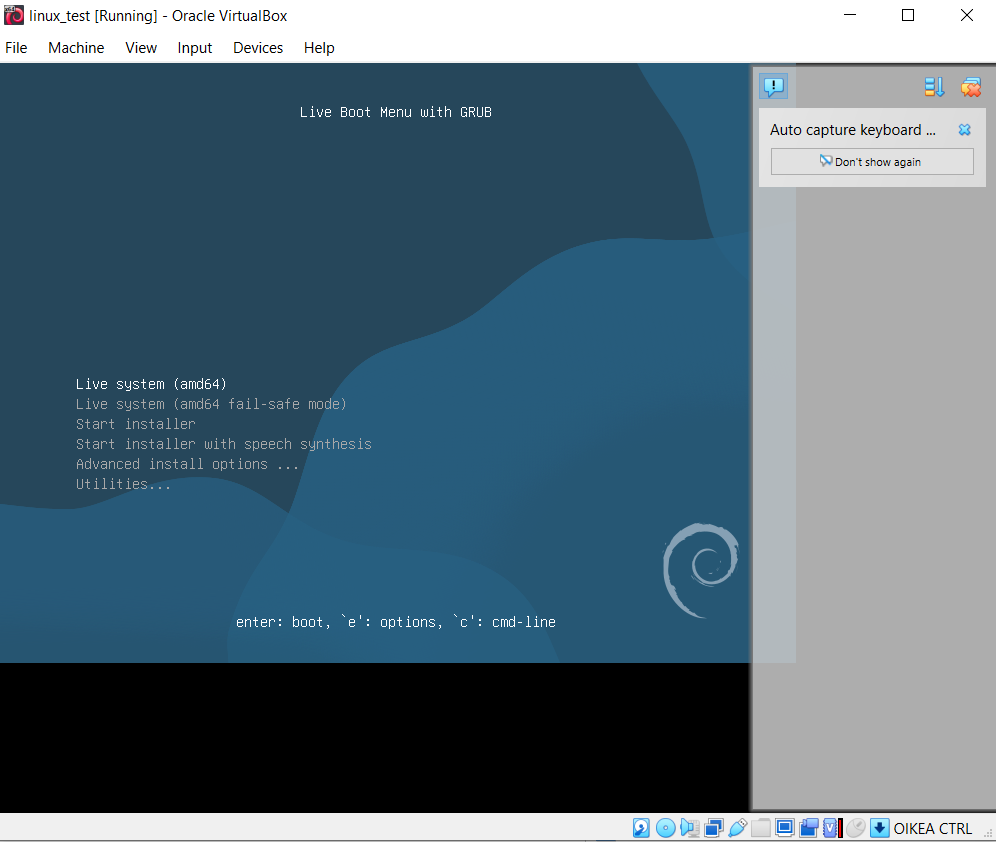 linux_test [Running] - Oracle VirtualBox
File Machine View Input Devices Help
Live Boot Menu with GRUB
Auto capture keyboard ...
Don't show again
Live system (amd64)
Live system (amd64 fail-safe mode)
Start installer
Start installer with speech synthesis
Advanced install options ...
Utilities...
enter: boot, `e': options, `c': cmd-line
OIKEA CTRL